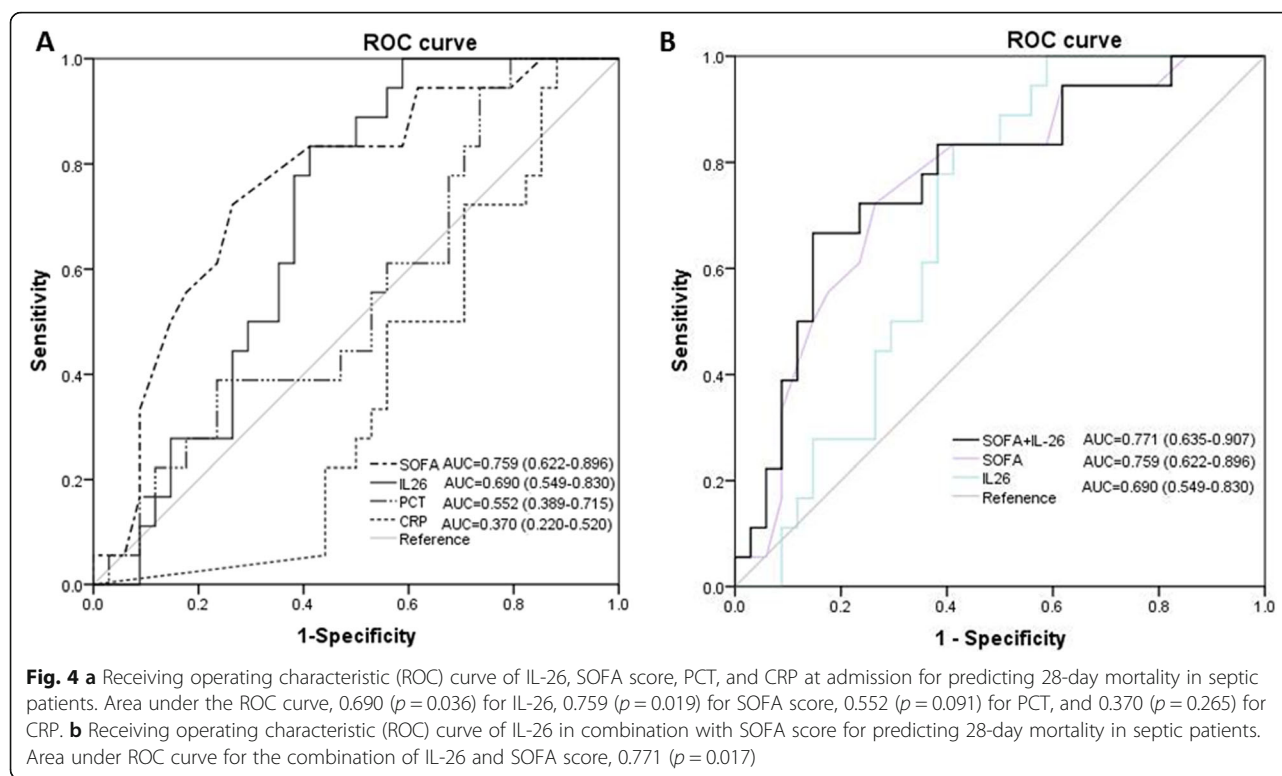 A
ROC curve
1.0
0.8
0.6
0.4
0.2
0.0
Sensitivity
SOFA AUC=0.759 (0.622-0.896)
IL26 AUC=0.690 (0.549-0.830)
PCT AUC=0.552 (0.389-0.715)
CRP AUC=0.370 (0.220-0.520)
Reference
0.0 0.2 0.4 0.6 0.8 1.0
1-Specificity
B
ROC curve
1.0
0.8
0.6
0.4
0.2
0.0
Sensitivity
SOFA+IL-26 AUC=0.771 (0.635-0.907)
SOFA AUC=0.759 (0.622-0.896)
IL26 AUC=0.690 (0.549-0.830)
Refenence
0.0 0.2 0.4 0.6 0.8 1.0
1 - Specificity
Fig. 4 a Receiving operating characteristic (ROC) curve of IL-26, SOFA score, PCT, and CRP at admission for predicting 28-day mortality in septic
patients. Area under the ROC curve, 0.690 (p = 0.036) for IL-26, 0.759 (p = 0.019) for SOFA score, 0.552 (p = 0.091) for PCT, and 0.370 (p = 0.265) for
CRP. b Receiving operating characteristic (ROC) curve of IL-26 in combination with SOFA score for predicting 28-day mortality in septic patients.
Area under ROC curve for the combination of IL-26 and SOFA score, 0.771 (p = 0.017)